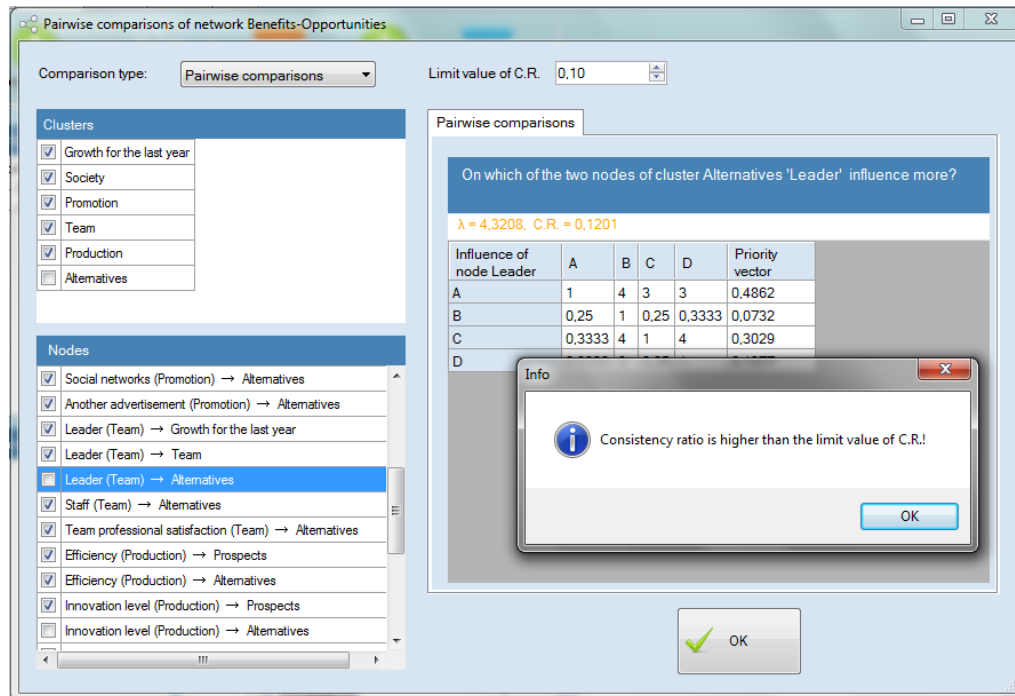 Pairwise comparisons of network Benefits-Opportunities
Comparison type: Pairwise comparisons Limit value of C.R. 0,10
Clusters
Growth for the last year
Society
Promotion
Team
Production
Alternatives
Nodes
Social networks (Promotion) → Alternatives
Another advertisement (Promotion) → Alternatives
Leader (Team) → Growth for the last year
Leader (Team) → Team
Leader (Team) → Alternatives
Staff (Team) → Alternatives
Team professional satisfaction (Team) → Alternatives
Efficiency (Production) → Prospects
Efficiency (Production) → Alternatives
Innovation level (Production) → Prospects
Innovation level (Production) → Alternatives
Pairwise comparisons
On which of the two nodes of cluster Alternatives 'Leader' influence more?
λ = 4,3208, C.R. = 0,1201
Influence of
node Leader A B C D Priority
vector
A 1 4 3 3 0,4862
B 0,25 1 0,25 0,3333 0,0732
C 0,3333 4 1 4 0,3029
D
Info
Consistency ratio is higher than the limit value of C.R.!
OK
OK